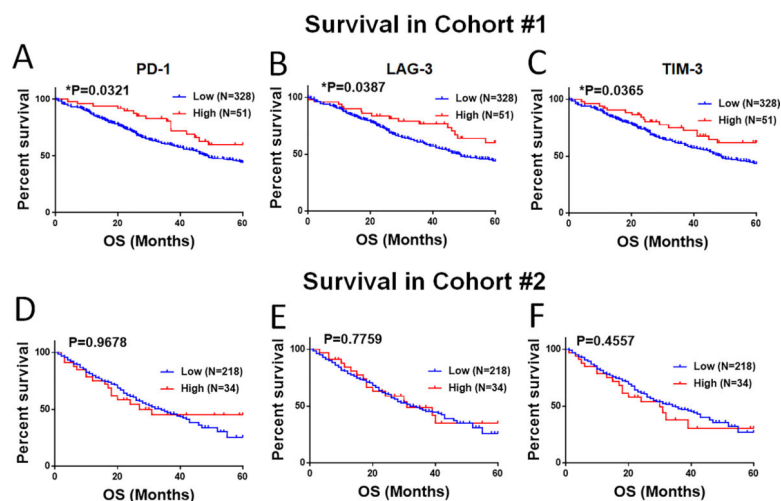 Survival in Cohort #1
A
PD-1
*P=0.0321
Low (N=328)
High (N=51)
Percent survival
100
50
0
0 20 40 60
OS (Months)
B
LAG-3
*P=0.0387
Low (N=328)
High (N=51)
Percent survival
100
50
0
0 20 40 60
OS (Months)
C
TIM-3
*P=0.0365
Low (N=328)
High (N=51)
Percent survival
100
50
0
0 20 40 60
OS (Months)
Survival in Cohort #2
D
P=0.9678
Low (N=218)
High (N=34)
Percent survival
100
50
0
0 20 40 60
OS (Months)
E
P=0.7759
Low (N=218)
High (N=34)
Percent survival
100
50
0
0 20 40 60
OS (Months)
F
P=0.4557
Low (N=218)
High (N=34)
Percent survival
100
50
0
0 20 40 60
OS (Months)